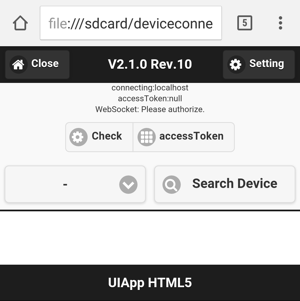 file:///sdcard/deviceconne
5
Close
V2.1.0 Rev.10
Setting
connecting:localhost
accessToken:null
WebSocket: Please authorize.
Check
accessToken
-
Search Device
UIApp HTML5